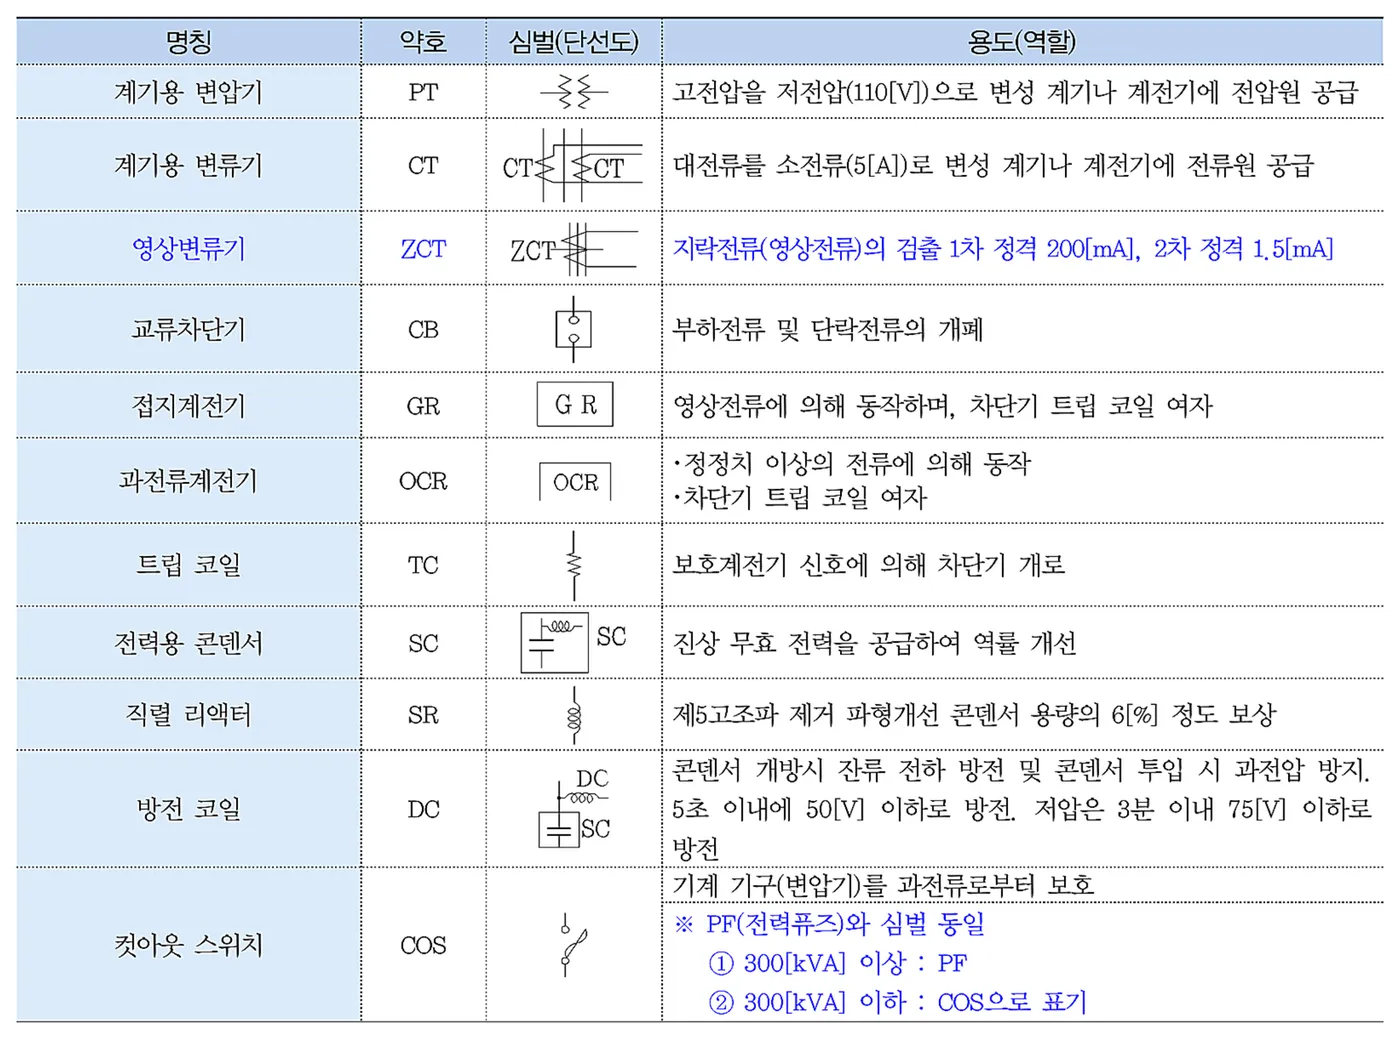 명칭 약호 심벌(단선도) 용도(역할)
계기용 변압기 PT 고전압을 저전압(110[V])으로 변성 계기나 계전기에 전압원 공급
계기용 변류기 CT CT CT 대전류를 소전류(5[A])로 변성 계기나 계전기에 전류원 공급
영상변류기 ZCT ZCT 지락전류(영상전류)의 검출 1차 정격 200[mA], 2차 정격 1.5[mA]
교류차단기 CB 부하전류 및 단락전류의 개폐
접지계전기 GR G R 영상전류에 의해 동작하며, 차단기 트립 코일 여자
과전류계전기 OCR OCR ·정정치 이상의 전류에 의해 동작
·차단기 트립 코일 여자
트립 코일 TC 보호계전기 신호에 의해 차단기 개로
전력용 콘덴서 SC SC 진상 무효 전력을 공급하여 역률 개선
직렬 리액터 SR 제5고조파 제거 파형개선 콘덴서 용량의 6[%] 정도 보상
방전 코일 DC DC SC 콘덴서 개방시 잔류 전하 방전 및 콘덴서 투입 시 과전압 방지.
5초 이내에 50[V] 이하로 방전. 저압은 3분 이내 75[V] 이하로
방전
컷아웃 스위치 COS 기계 기구(변압기)를 과전류로부터 보호
※ PF(전력퓨즈)와 심벌 동일
① 300[kVA] 이상 : PF
② 300[kVA] 이하 : COS으로 표기